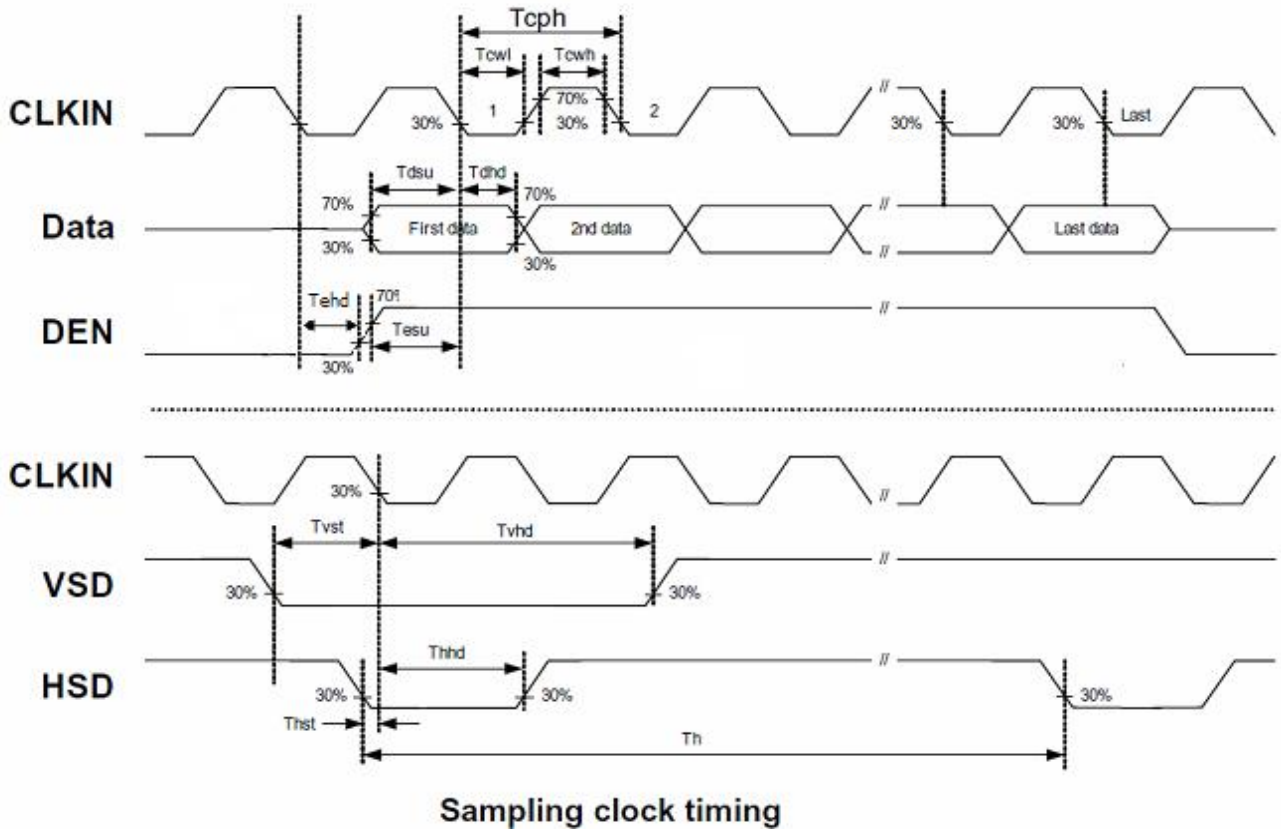 Tcph
Tcwl Tcwh
CLKIN 30% 1 70% 30% 2 // 30% 30% Last
Tdsu Tdhd
Data 70% 30% First data 70% 30% 2nd data // // Last data
Tehd 70%
DEN 30% Tesu //
CLKIN 30% //
Tvst Tvhd
VSD 30% 30% //
Thhd
HSD 30% 30% // 30%
Thst
Th
Sampling clock timing